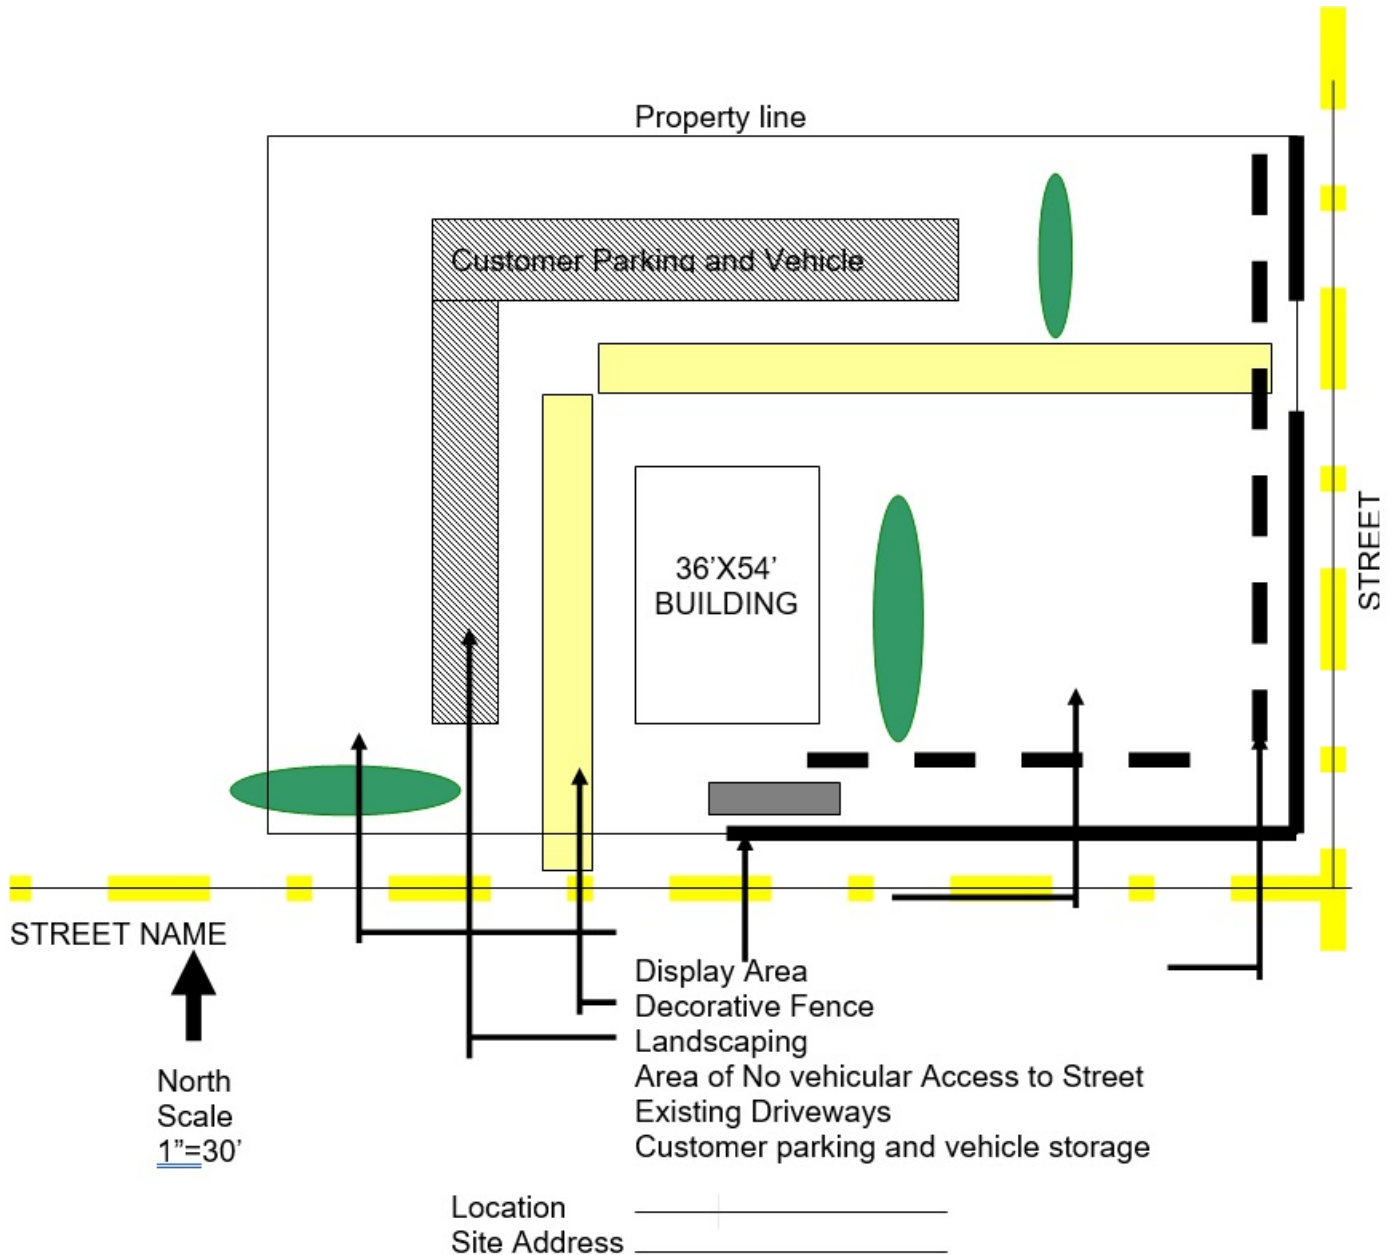 Property line
Customer Parking and Vehicle
36’X54’
BUILDING
STREET
STREET NAME
Display Area
Decorative Fence
Landscaping
Area of No vehicular Access to Street
Existing Driveways
Customer parking and vehicle storage
North
Scale
1”=30’
Location
Site Address